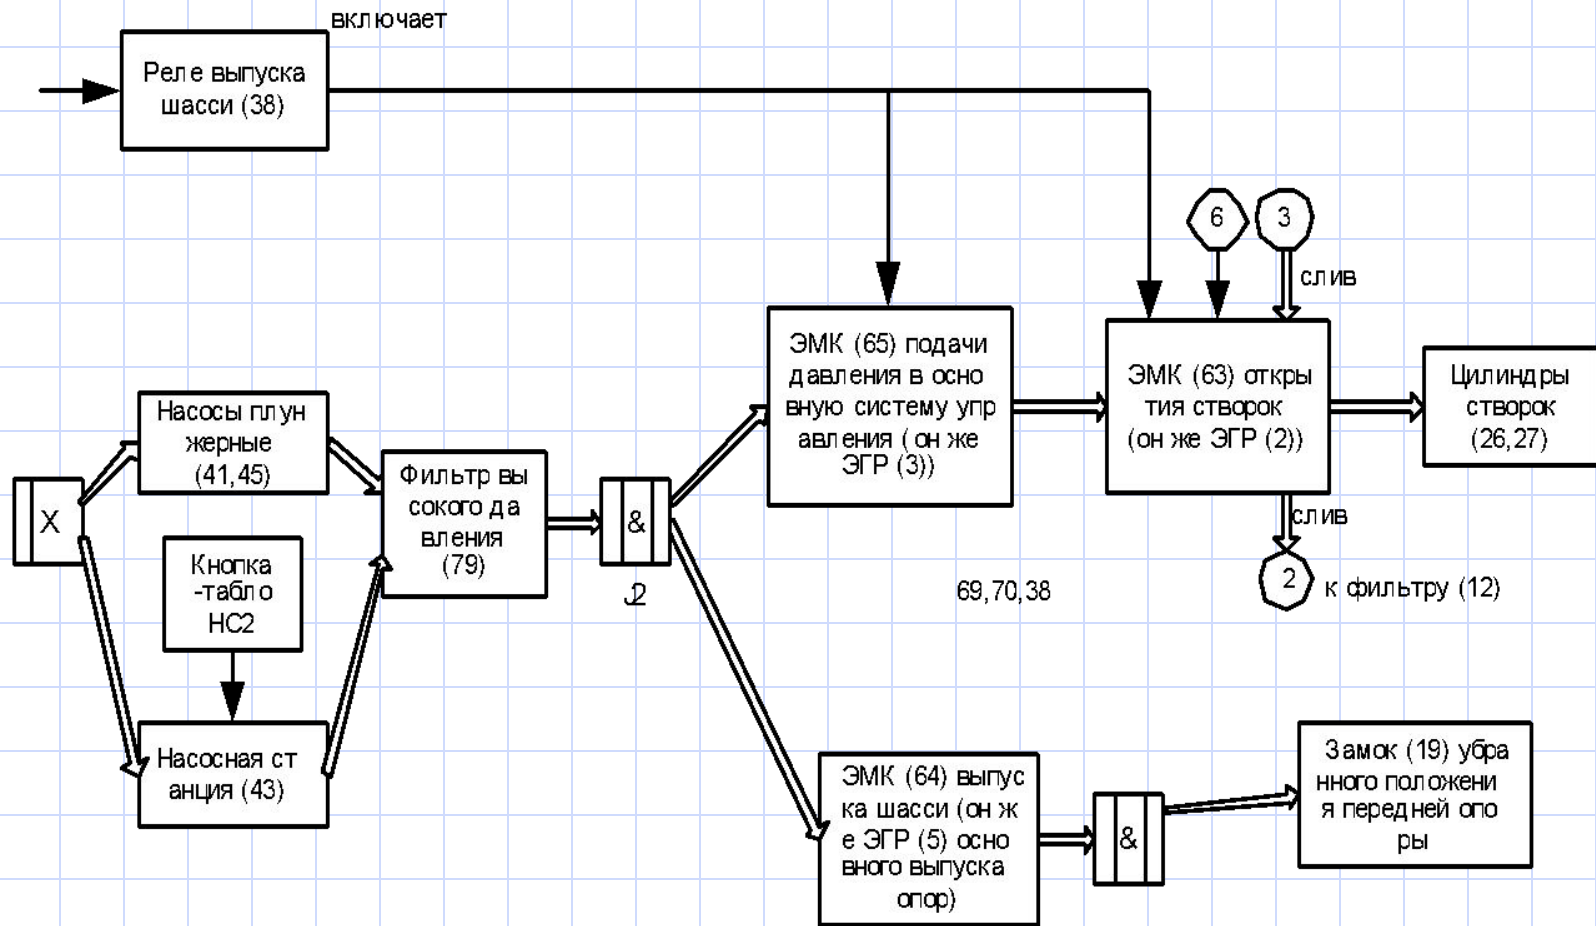 включает
Реле выпуска
шасси (38)
6
3
слив
ЭМК (65) подачи
давления в осно
вную систему упр
авления (он же
ЭГР (3))
ЭМК (63) откры
тия створок
(он же ЭГР (2))
Цилиндры
створок
(26,27)
Насосы плун
жерные
(41,45)
Х
Фильтр вы
сокого да
вления
(79)
&
J2
Кнопка
-табло
НС2
слив
2
к фильтру (12)
69,70,38
Насосная ст
анция (43)
ЭМК (64) выпус
ка шасси (он ж
е ЭГР (5) осно
вного выпуска
опор)
&
Замок (19) убра
нного положени
я передней опо
ры